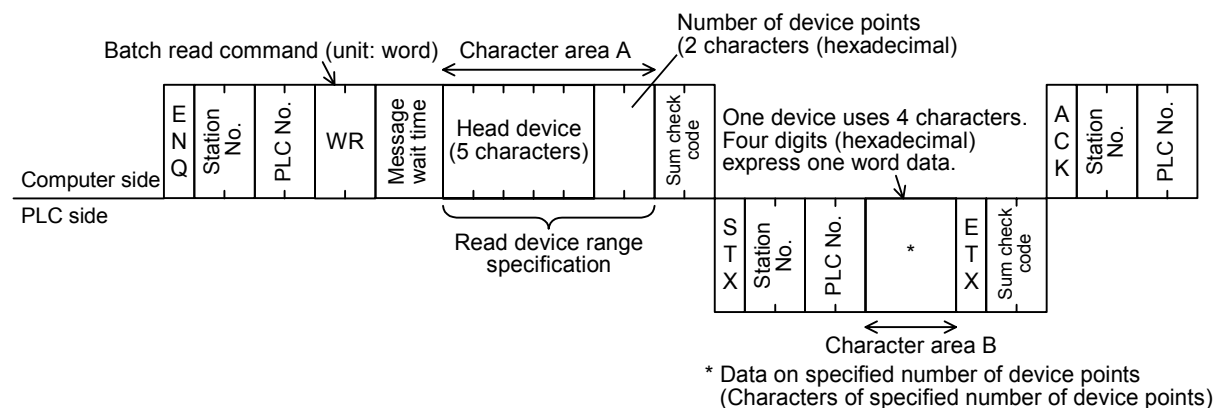 Number of device points
(2 characters (hexadecimal)
Batch read command (unit: word)
Character area A
E
N
Q
Station
No.
PLC No.
WR
Message
wait time
Head device
(5 characters)
Sum check
code
One device uses 4 characters.
Four digits (hexadecimal)
express one word data.
A
C
K
Station
No.
PLC No.
Computer side
PLC side
Read device range
specification
S
T
X
Station
No.
PLC No.
*
E
T
X
Sum check
code
Character area B
* Data on specified number of device points
(Characters of specified number of device points)